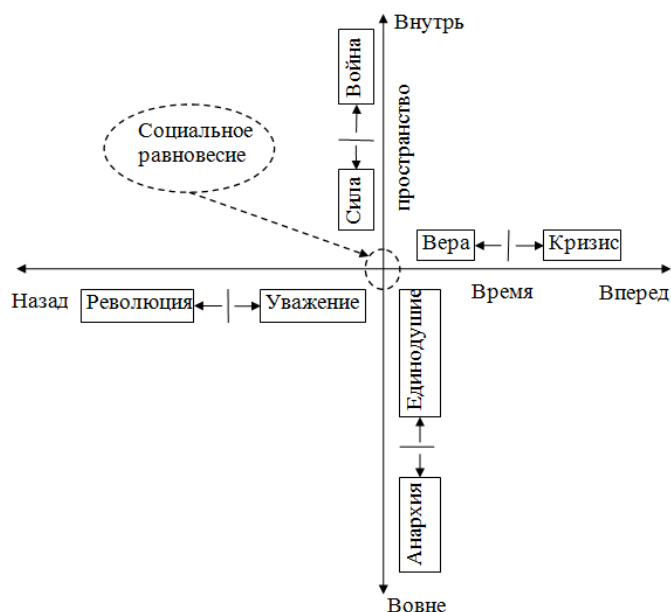 Внутрь
Война
Социальное
равновесие
пространство
Сила
Вера
Кризис
Назад
Революция
Уважение
Время
Вперед
Единодушие
Анархия
Вовне